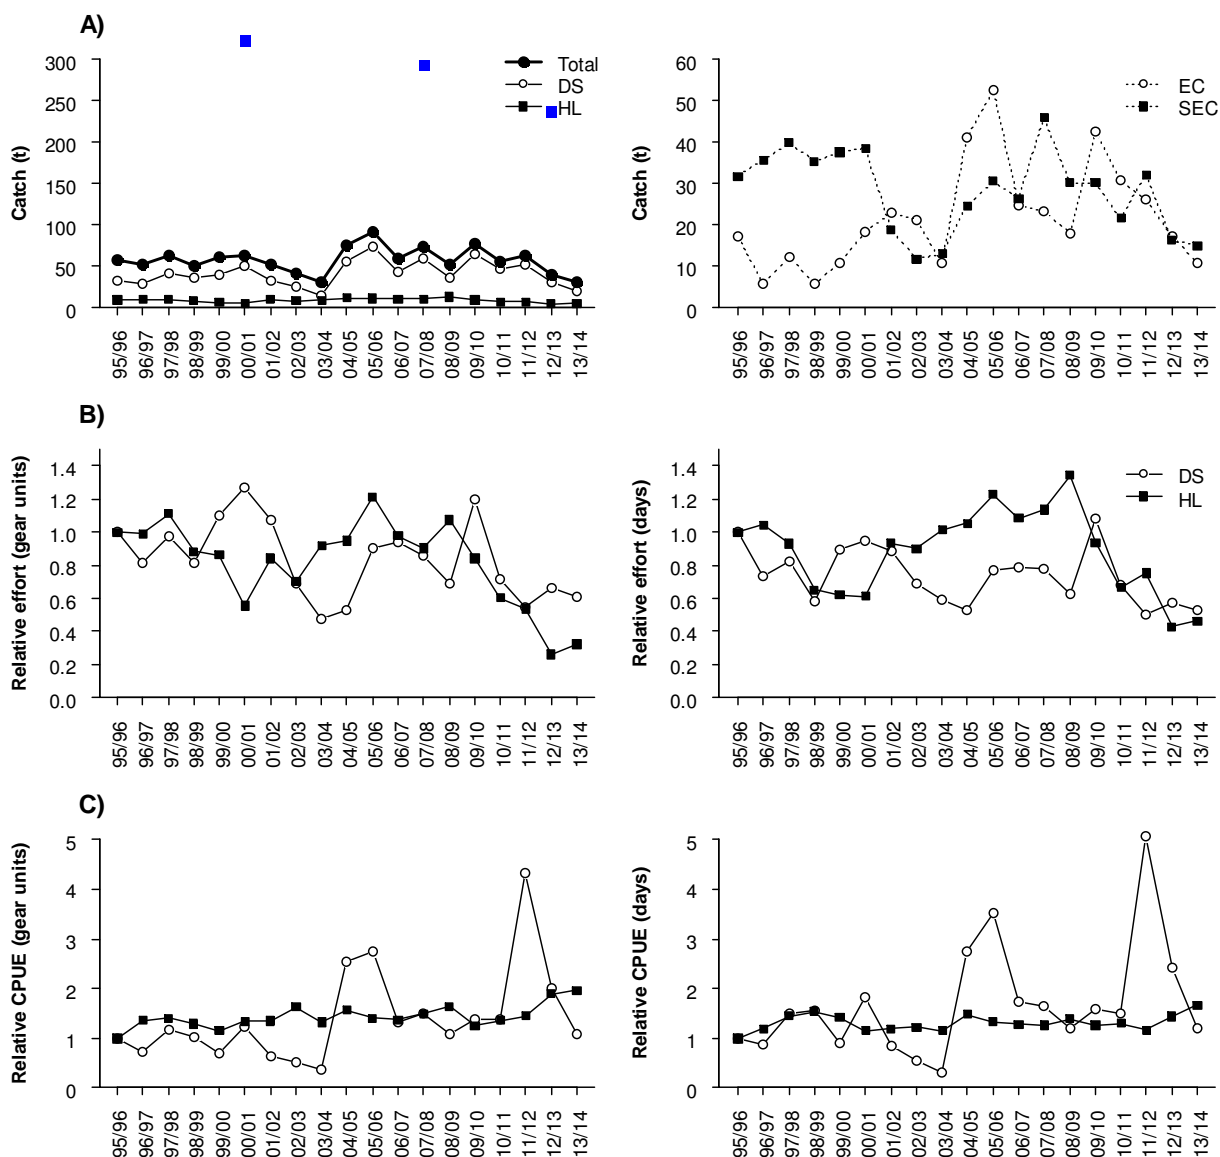 A)
300
250
200
150
100
50
0
Catch (t)
Total
DS
HL
95/96 96/97 97/98 98/99 99/00 00/01 01/02 02/03 03/04 04/05 05/06 06/07 07/08 08/09 09/10 10/11 11/12 12/13 13/14
60
50
40
30
20
10
0
Catch (t)
EC
SEC
95/96 96/97 97/98 98/99 99/00 00/01 01/02 02/03 03/04 04/05 05/06 06/07 07/08 08/09 09/10 10/11 11/12 12/13 13/14
B)
1.4
1.2
1.0
0.8
0.6
0.4
0.2
0.0
Relative effort (gear units)
95/96 96/97 97/98 98/99 99/00 00/01 01/02 02/03 03/04 04/05 05/06 06/07 07/08 08/09 09/10 10/11 11/12 12/13 13/14
1.4
1.2
1.0
0.8
0.6
0.4
0.2
0.0
Relative effort (days)
DS
HL
95/96 96/97 97/98 98/99 99/00 00/01 01/02 02/03 03/04 04/05 05/06 06/07 07/08 08/09 09/10 10/11 11/12 12/13 13/14
C)
5
4
3
2
1
0
Relative CPUE (gear units)
95/96 96/97 97/98 98/99 99/00 00/01 01/02 02/03 03/04 04/05 05/06 06/07 07/08 08/09 09/10 10/11 11/12 12/13 13/14
5
4
3
2
1
0
Relative CPUE (days)
95/96 96/97 97/98 98/99 99/00 00/01 01/02 02/03 03/04 04/05 05/06 06/07 07/08 08/09 09/10 10/11 11/12 12/13 13/14